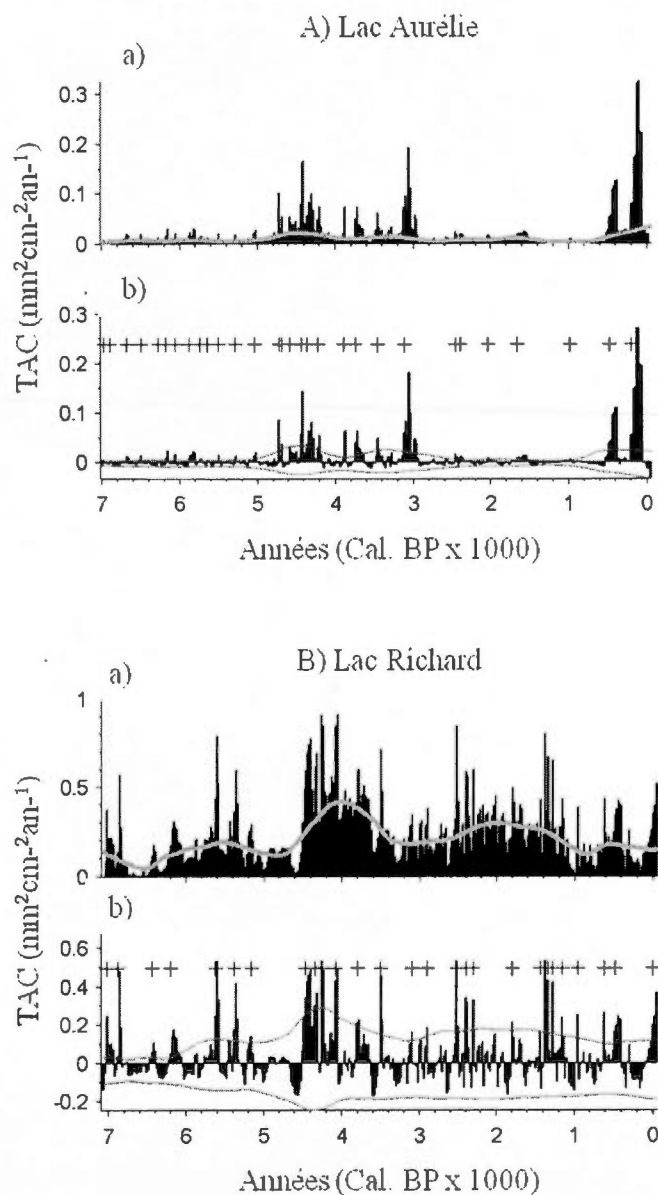 A) Lac Aurélie
a)
0.3
0.2
0.1
0
b)
0.3
0.2
0.1
0
TAC (mm²cm-²an-¹)
7 6 5 4 3 2 1 0
Années (Cal. BP x 1000)
B) Lac Richard
a)
1
0.5
0
b)
0.6
0.4
0.2
0
-0.2
TAC (mm²cm-²an-¹)
7 6 5 4 3 2 1 0
Années (Cal. BP x 1000)